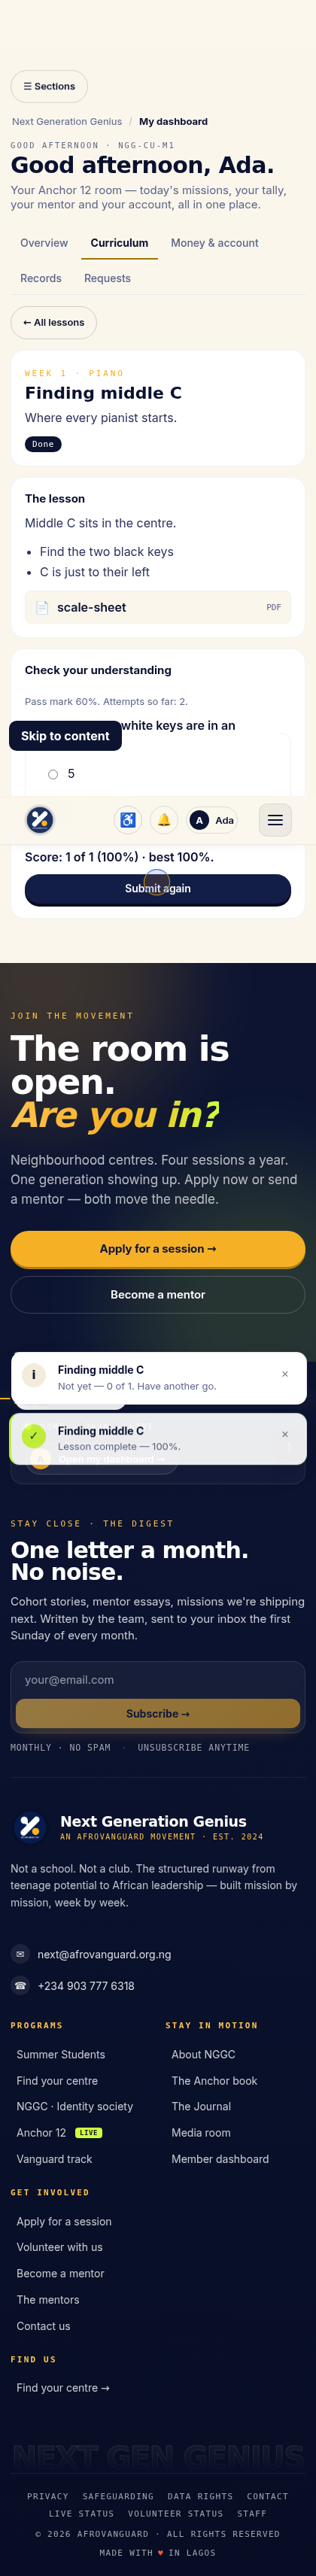 ☰ Sections
Next Generation Genius / My dashboard
GOOD AFTERNOON · NGG-CU-M1
Good afternoon, Ada.
Your Anchor 12 room — today's missions, your tally,
your mentor and your account, all in one place.
Overview Curriculum Money & account
Records Requests
← All lessons
WEEK 1 · PIANO
Finding middle C
Where every pianist starts.
Done
The lesson
Middle C sits in the centre.
• Find the two black keys
• C is just to their left
scale-sheet PDF
Check your understanding
Pass mark 60%. Attempts so far: 2.
white keys are in an
Skip to content
5
A Ada
Score: 1 of 1 (100%) · best 100%.
Submit again
JOIN THE MOVEMENT
The room is
open.
Are you in?
Neighbourhood centres. Four sessions a year.
One generation showing up. Apply now or send
a mentor — both move the needle.
Apply for a session →
Become a mentor
Finding middle C ×
Not yet — 0 of 1. Have another go.
Finding middle C ×
Lesson complete — 100%.
Open my dashboard →
STAY CLOSE · THE DIGEST
One letter a month.
No noise.
Cohort stories, mentor essays, missions we're shipping
next. Written by the team, sent to your inbox the first
Sunday of every month.
your@email.com
Subscribe →
MONTHLY · NO SPAM · UNSUBSCRIBE ANYTIME
Next Generation Genius
AN AFROVANGUARD MOVEMENT · EST. 2024
Not a school. Not a club. The structured runway from
teenage potential to African leadership — built mission by
mission, week by week.
next@afrovanguard.org.ng
+234 903 777 6318
PROGRAMS
Summer Students
Find your centre
NGGC · Identity society
Anchor 12 LIVE
Vanguard track
STAY IN MOTION
About NGGC
The Anchor book
The Journal
Media room
Member dashboard
GET INVOLVED
Apply for a session
Volunteer with us
Become a mentor
The mentors
Contact us
FIND US
Find your centre →
NEXT GEN GENIUS
PRIVACY SAFEGUARDING DATA RIGHTS CONTACT
LIVE STATUS VOLUNTEER STATUS STAFF
© 2026 AFROVANGUARD · ALL RIGHTS RESERVED
MADE WITH ♥ IN LAGOS